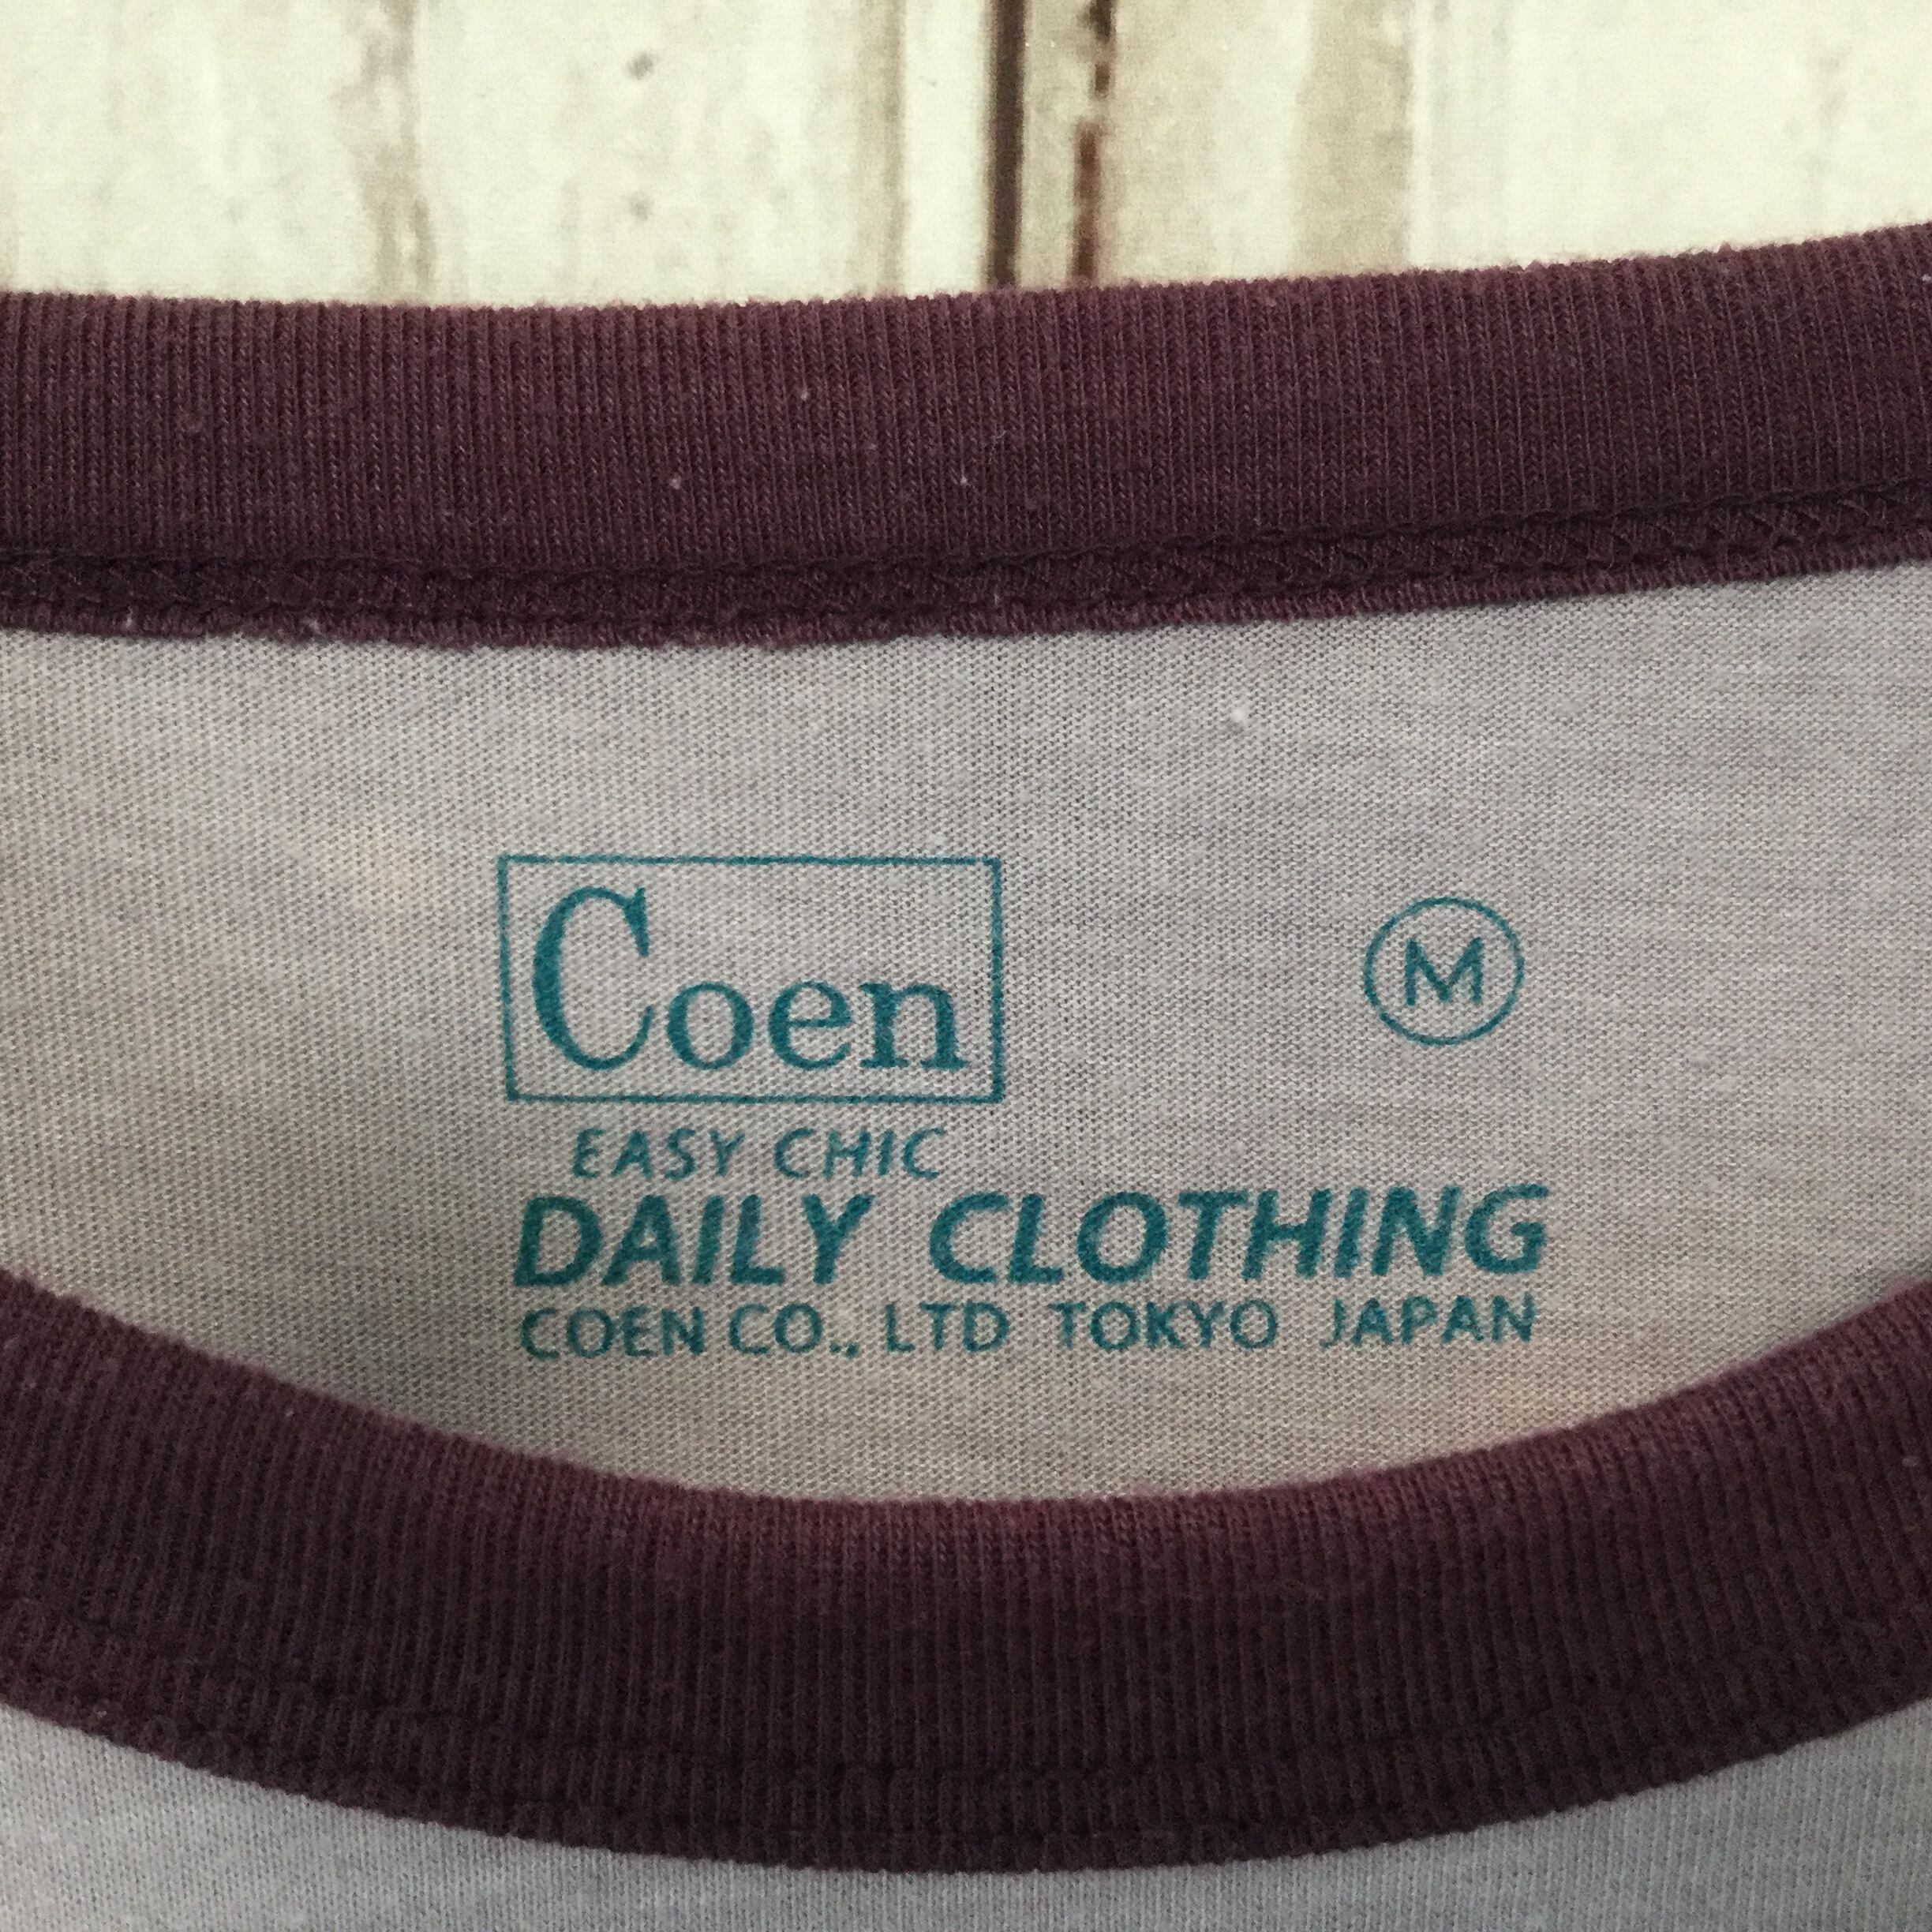 Coen
M
EASY CHIC
DAILY CLOTHING
COEN CO., LTD TOKYO JAPAN